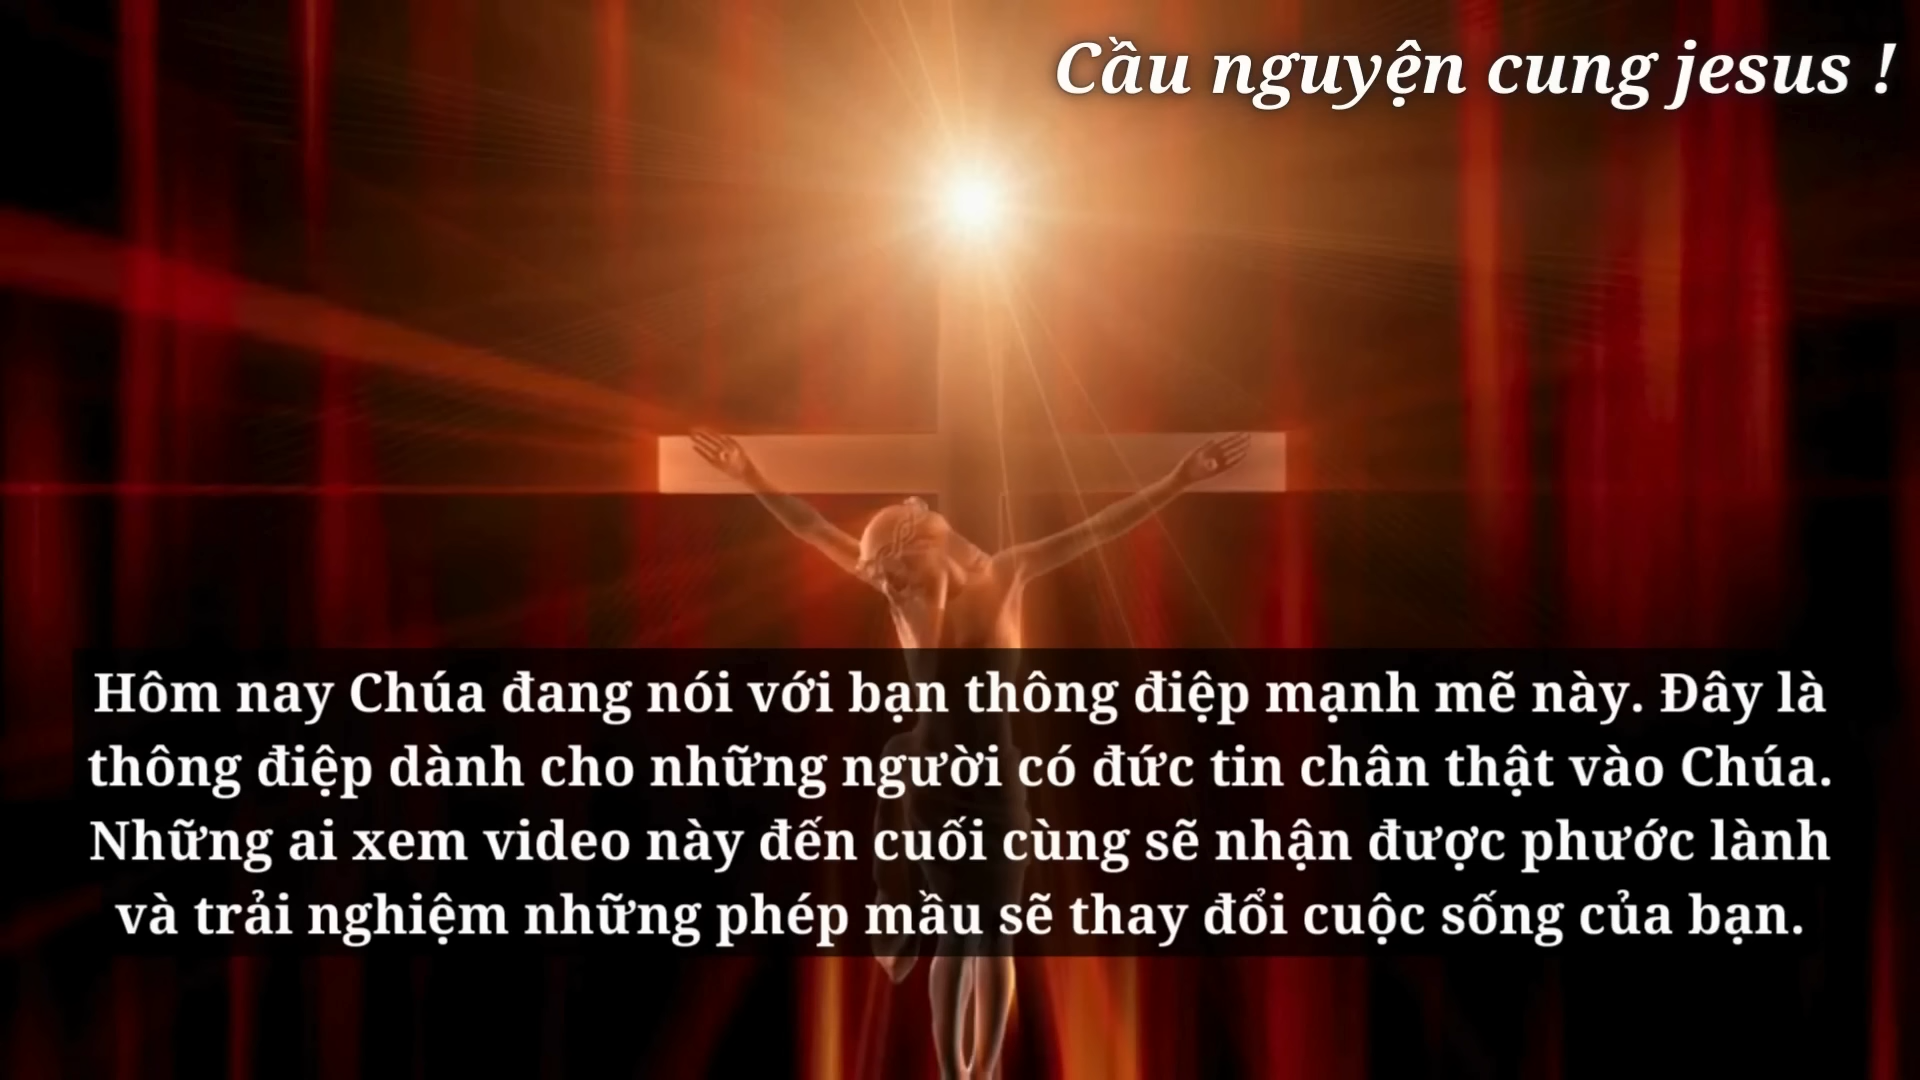 Cầu nguyện cung jesus !
Hôm nay Chúa đang nói với bạn thông điệp mạnh mẽ này. Đây là
thông điệp dành cho những người có đức tin chân thật vào Chúa.
Những ai xem video này đến cuối cùng sẽ nhận được phước lành
và trải nghiệm những phép mầu sẽ thay đổi cuộc sống của bạn.